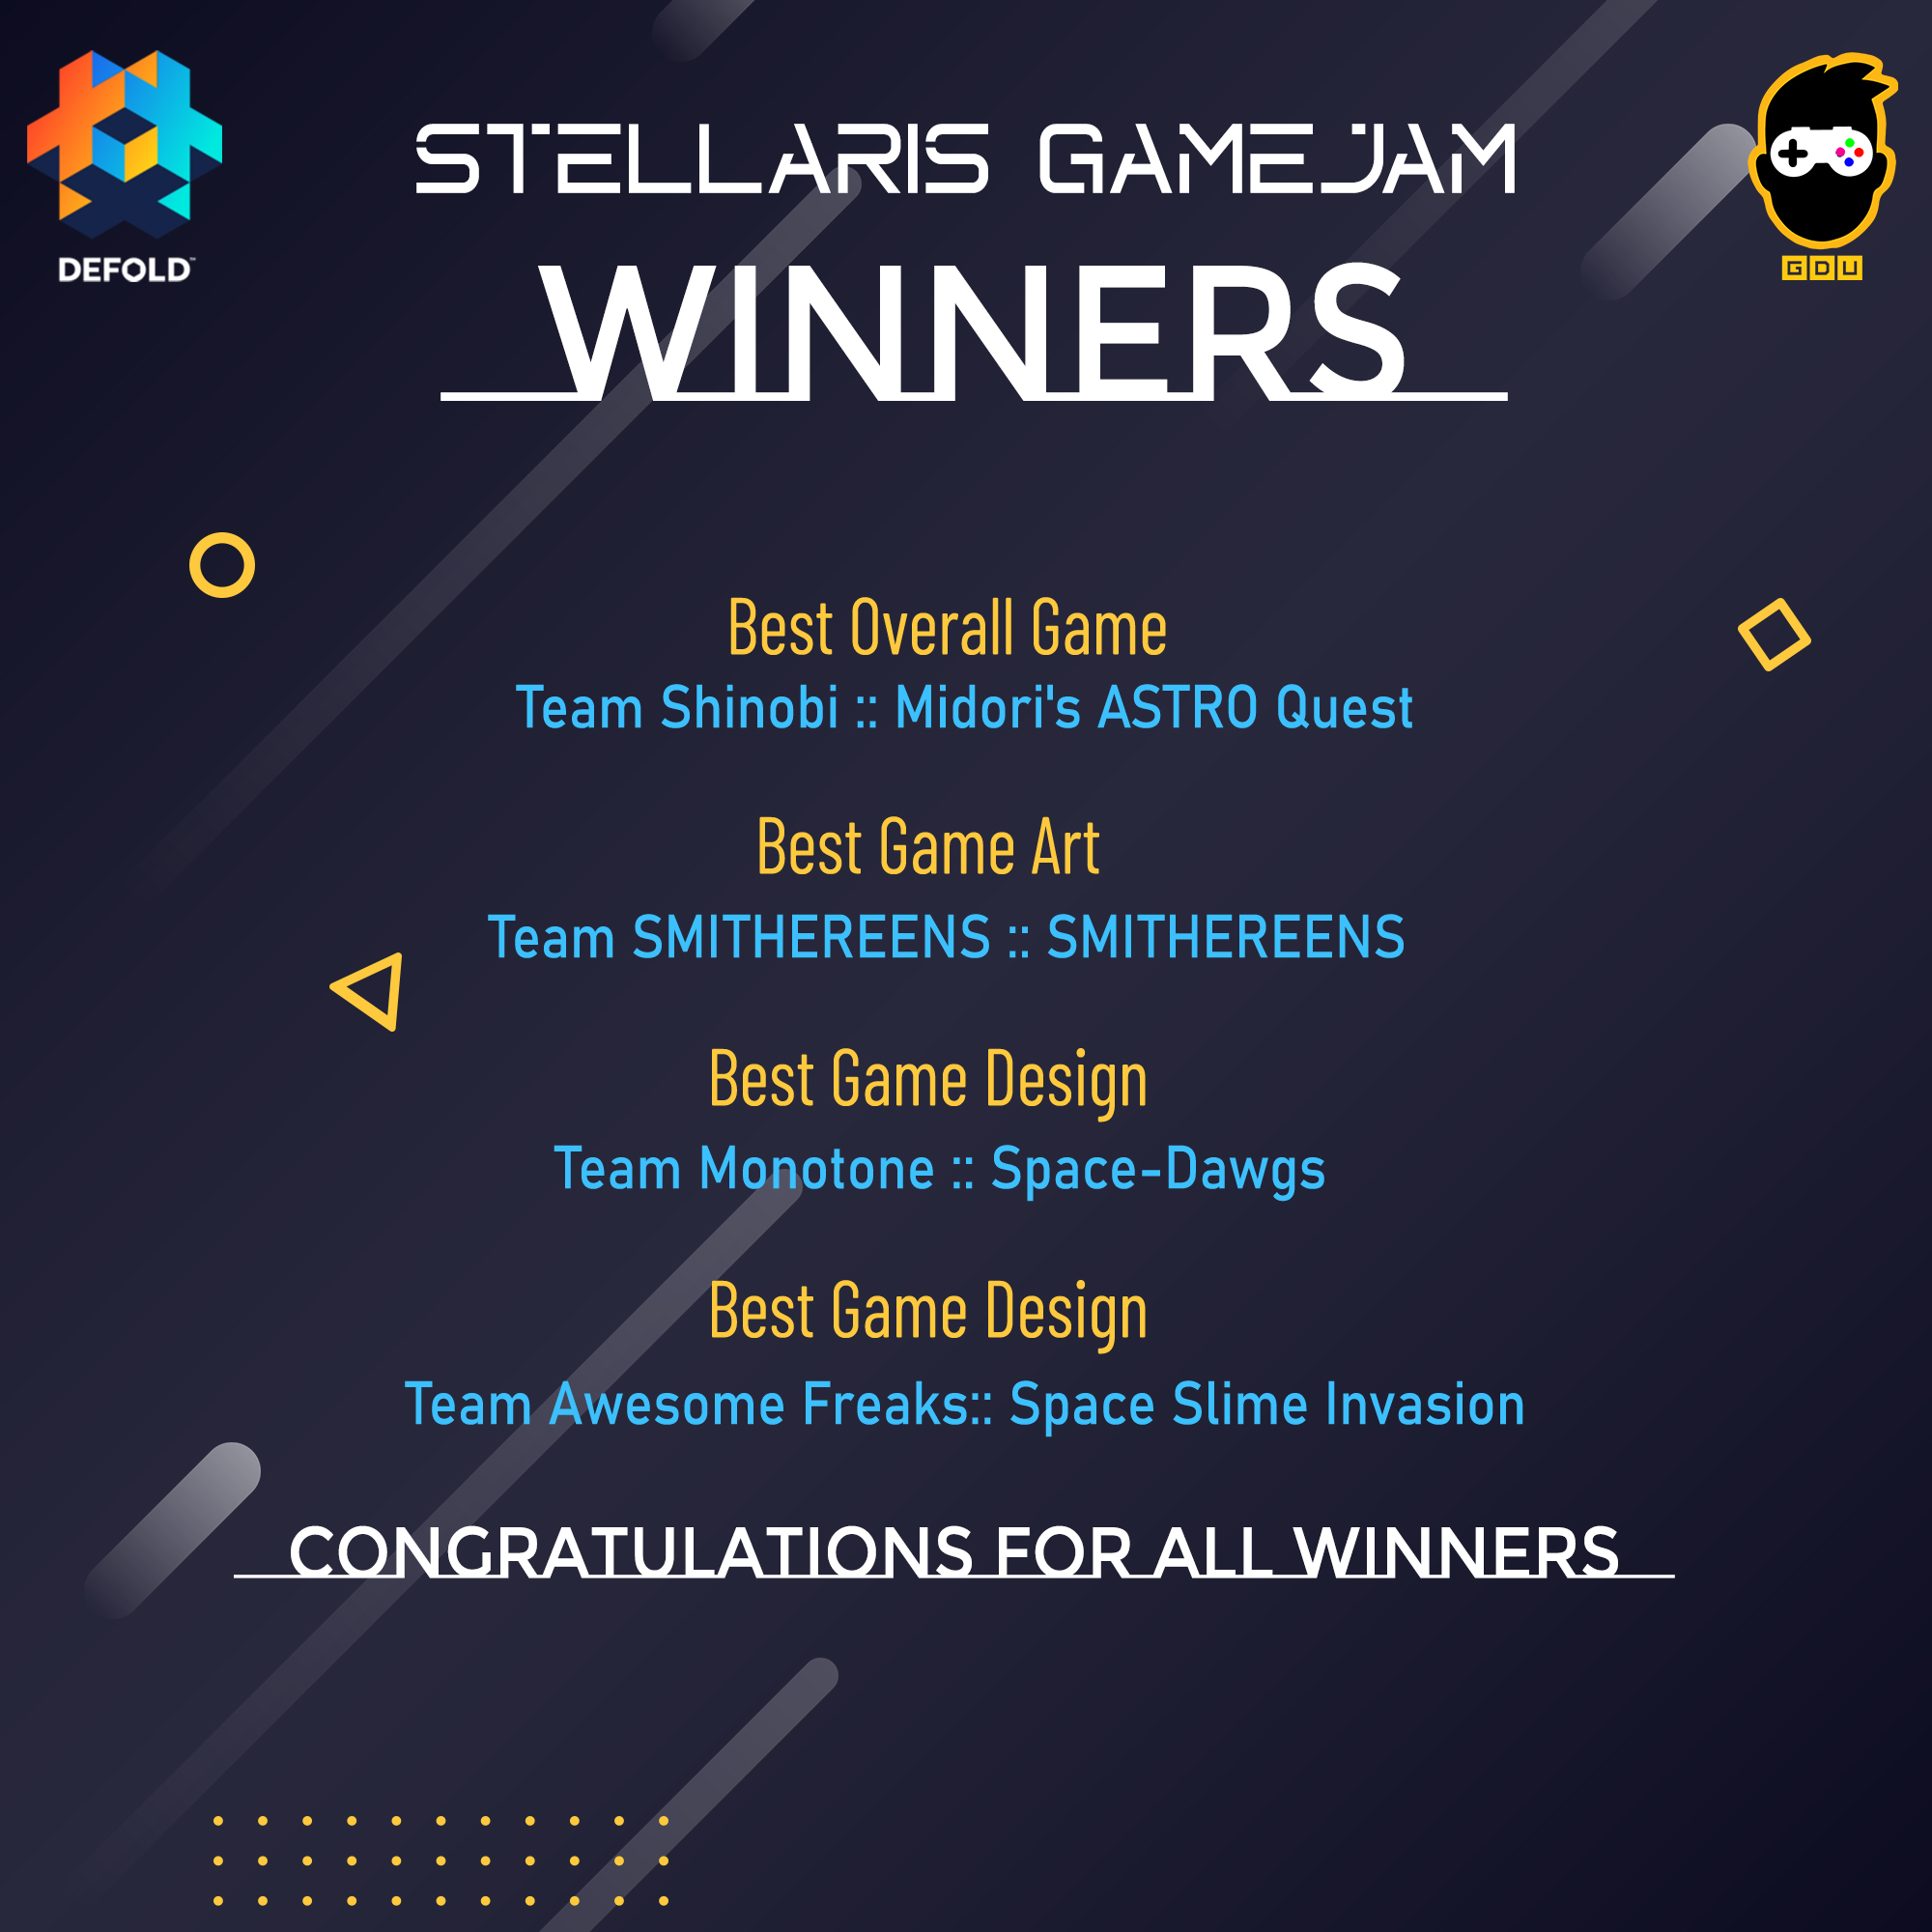 DEFOLD™
STELLARIS GAMEJAM
GDU
WINNERS
Best Overall Game
Team Shinobi :: Midori's ASTRO Quest
Best Game Art
Team SMITHEREENS :: SMITHEREENS
Best Game Design
Team Monotone :: Space-Dawgs
Best Game Design
Team Awesome Freaks:: Space Slime Invasion
CONGRATULATIONS FOR ALL WINNERS